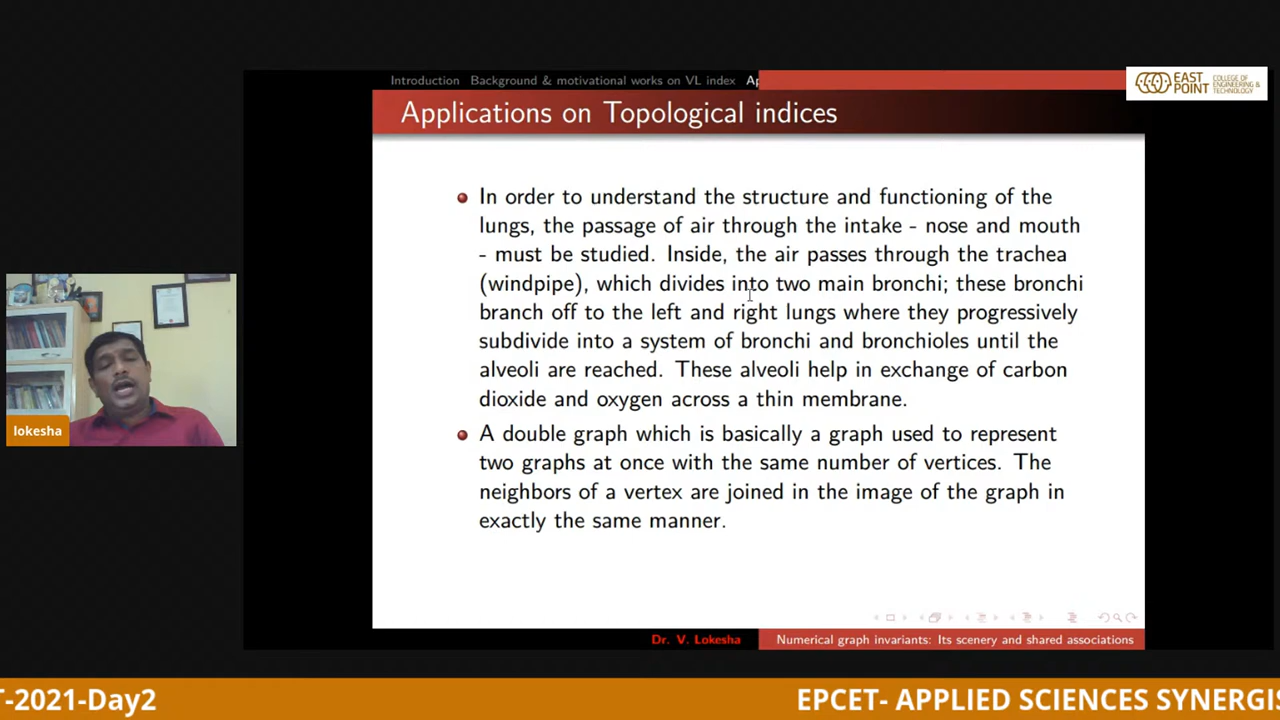 Introduction Background & motivational works on VL index Ap
EAST POINT
COLLEGE OF
ENGINEERING &
TECHNOLOGY
Applications on Topological indices
In order to understand the structure and functioning of the
lungs, the passage of air through the intake - nose and mouth
- must be studied. Inside, the air passes through the trachea
(windpipe), which divides into two main bronchi; these bronchi
branch off to the left and right lungs where they progressively
subdivide into a system of bronchi and bronchioles until the
alveoli are reached. These alveoli help in exchange of carbon
dioxide and oxygen across a thin membrane.
A double graph which is basically a graph used to represent
two graphs at once with the same number of vertices. The
neighbors of a vertex are joined in the image of the graph in
exactly the same manner.
lokesha
Dr. V. Lokesha Numerical graph invariants: Its scenery and shared associations
T-2021-Day2 EPCET- APPLIED SCIENCES SYNERGIS